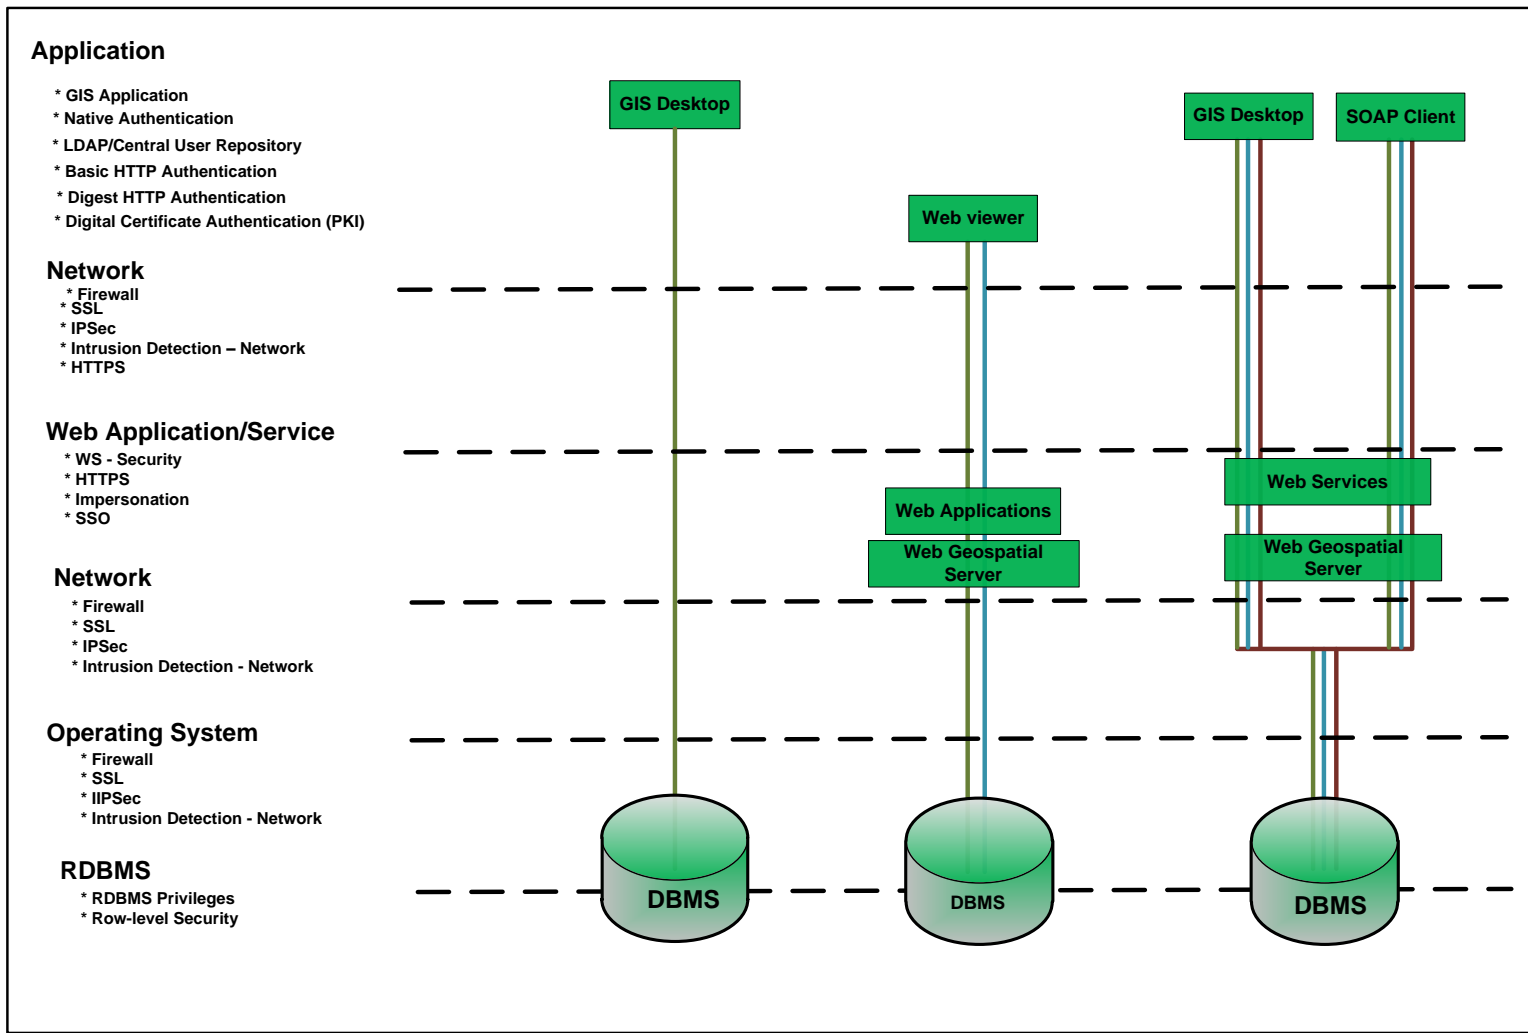 Application
* GIS Application
* Native Authentication
* LDAP/Central User Repository
* Basic HTTP Authentication
* Digest HTTP Authentication
* Digital Certificate Authentication (PKI)
Network
* Firewall
* SSL
* IPSec
* Intrusion Detection – Network
* HTTPS
Web Application/Service
* WS - Security
* HTTPS
* Impersonation
* SSO
Network
* Firewall
* SSL
* IPSec
* Intrusion Detection - Network
Operating System
* Firewall
* SSL
* IIPSec
* Intrusion Detection - Network
RDBMS
* RDBMS Privileges
* Row-level Security
GIS Desktop
DBMS
Web viewer
Web Applications
Web Geospatial
Server
DBMS
GIS Desktop
SOAP Client
Web Services
Web Geospatial
Server
DBMS